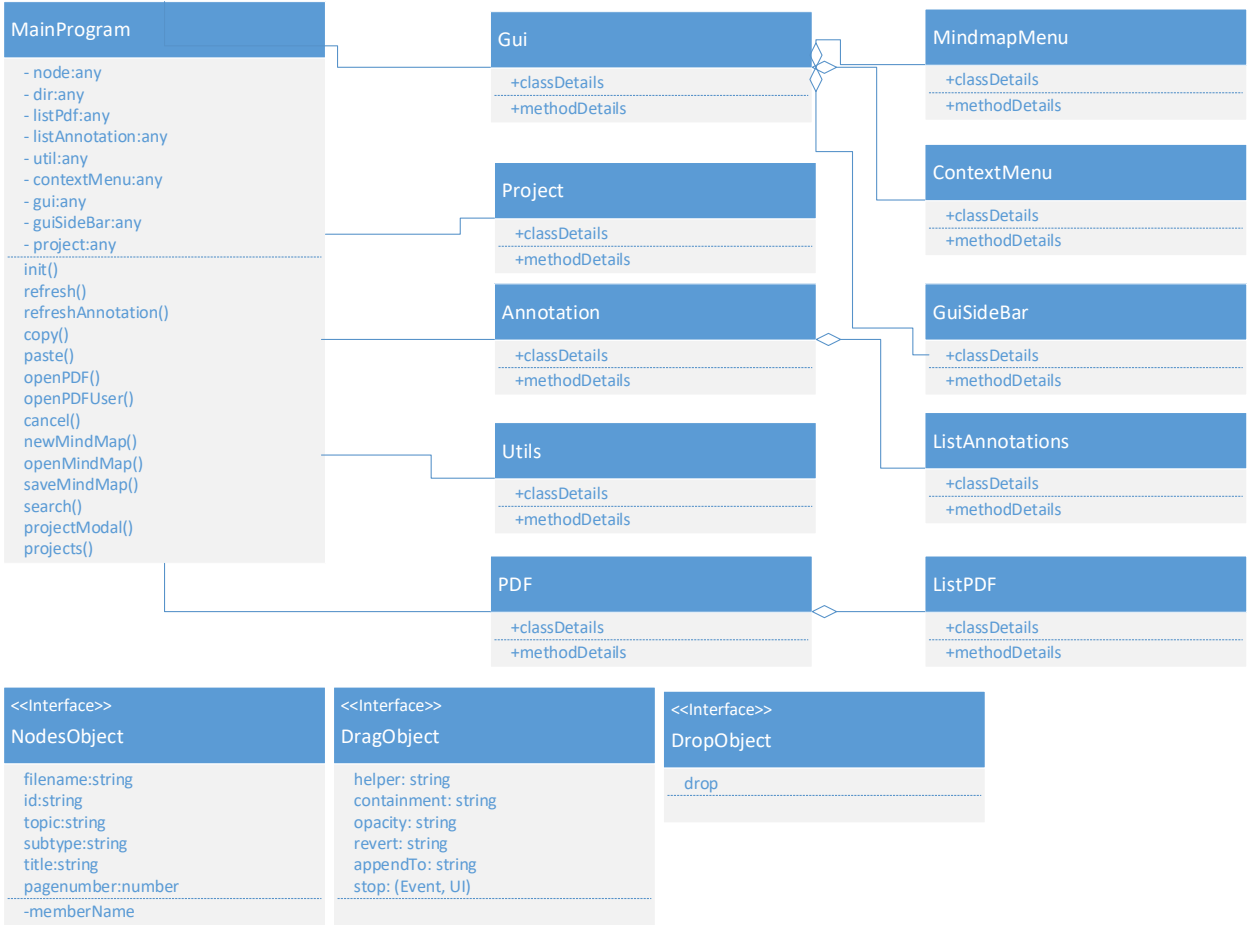 MainProgram
- node:any
- dir:any
- listPdf:any
- listAnnotation:any
- util:any
- contextMenu:any
- gui:any
- guiSideBar:any
- project:any
init()
refresh()
refreshAnnotation()
copy()
paste()
openPDF()
openPDFUser()
cancel()
newMindMap()
openMindMap()
saveMindMap()
search()
projectModal()
projects()
Gui
+classDetails
+methodDetails
Project
+classDetails
+methodDetails
Annotation
+classDetails
+methodDetails
Utils
+classDetails
+methodDetails
PDF
+classDetails
+methodDetails
MindmapMenu
+classDetails
+methodDetails
ContextMenu
+classDetails
+methodDetails
GuiSideBar
+classDetails
+methodDetails
ListAnnotations
+classDetails
+methodDetails
ListPDF
+classDetails
+methodDetails
<<Interface>>
NodesObject
filename:string
id:string
topic:string
subtype:string
title:string
pagenumber:number
-memberName
<<Interface>>
DragObject
helper: string
containment: string
opacity: string
revert: string
appendTo: string
stop: (Event, UI)
<<Interface>>
DropObject
drop